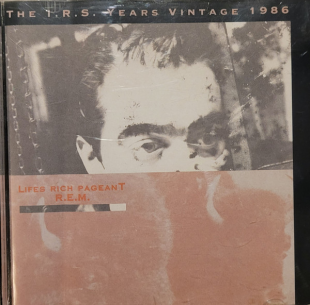 THE I.R.S. YEARS VINTAGE 1986
LIFES RICH PAGEANT
R.E.M.